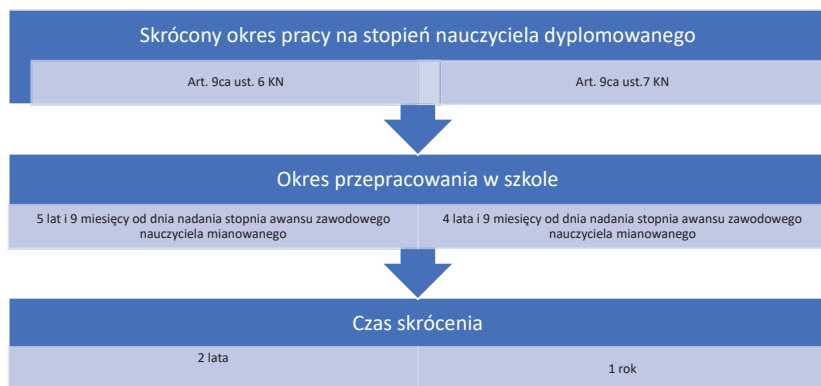 Skrócony okres pracy na stopień nauczyciela dyplomowanego
Art. 9ca ust. 6 KN
Art. 9ca ust.7 KN
Okres przepracowania w szkole
5 lat i 9 miesięcy od dnia nadania stopnia awansu zawodowego
nauczyciela mianowanego
4 lata i 9 miesięcy od dnia nadania stopnia awansu zawodowego
nauczyciela mianowanego
Czas skrócenia
2 lata
1 rok